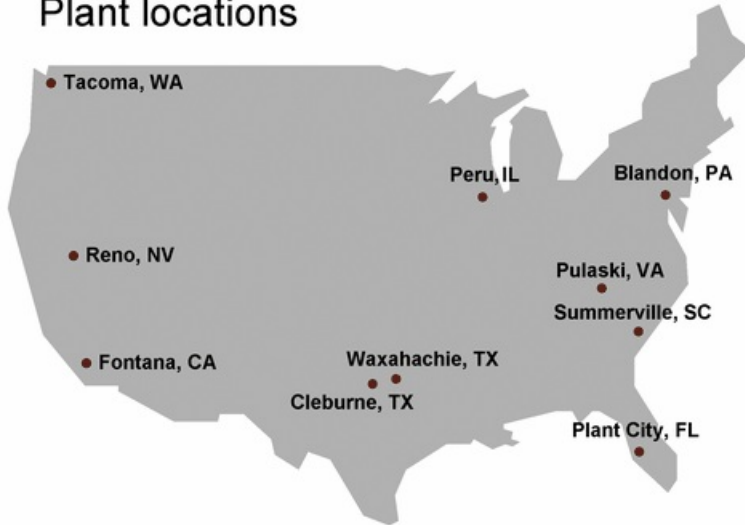 Plant locations
Tacoma, WA
Peru, IL
Blandon, PA
Reno, NV
Pulaski, VA
Summerville, SC
Waxahachie, TX
Fontana, CA
Cleburne, TX
Plant City, FL